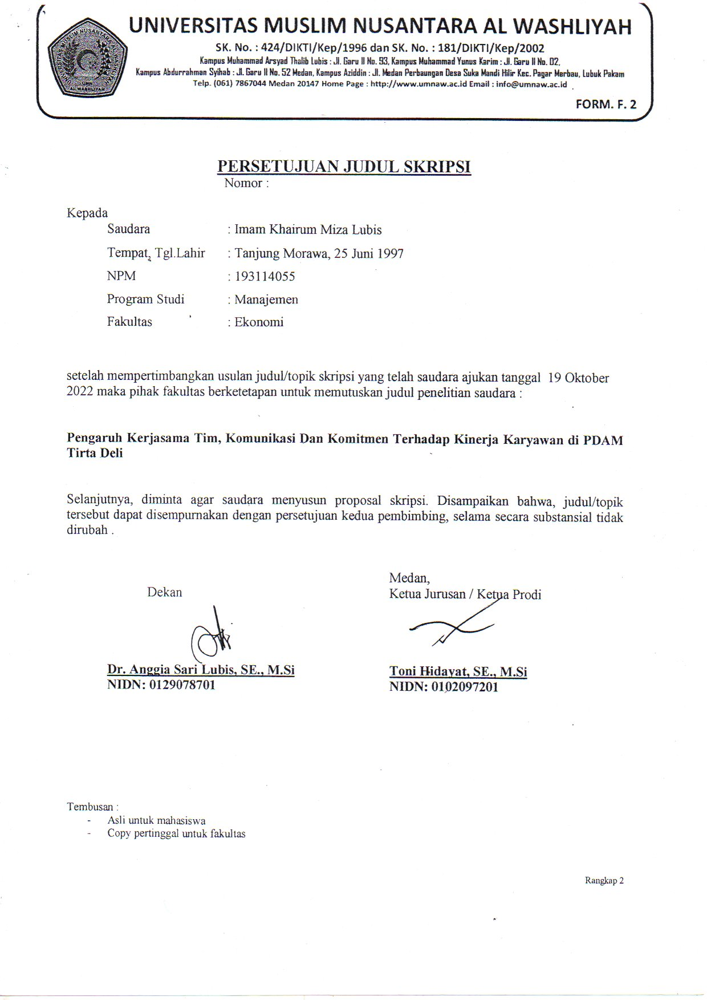 UNIVERSITAS MUSLIM NUSANTARA AL WASHLIYAH
SK. No. : 424/DIKTI/Kep/1996 dan SK. No. : 181/DIKTI/Kep/2002
Kampus Muhammad Arsyad Thalib Lubis : Jl. Garu II No. 93, Kampus Muhammad Yunus Karim : Jl. Garu II No. 02,
Kampus Abdurrahman Syihab : Jl. Garu II No. 52 Medan, Kampus Aziddin : Jl. Medan Perbaungan Desa Suka Mandi Hilir Kec. Pagar Merbau, Lubuk Pakam
Telp. (061) 7867044 Medan 20147 Home Page : http://www.umnaw.ac.id Email : info@umnaw.ac.id
UNIVERSITAS MUSLIM NUSANTARA AL WASHLIYAH
UMN
AL WASHLIYAH
FORM. F. 2
PERSETUJUAN JUDUL SKRIPSI
Nomor :
Kepada
Saudara : Imam Khairum Miza Lubis
Tempat, Tgl.Lahir : Tanjung Morawa, 25 Juni 1997
NPM : 193114055
Program Studi : Manajemen
Fakultas : Ekonomi
setelah mempertimbangkan usulan judul/topik skripsi yang telah saudara ajukan tanggal 19 Oktober
2022 maka pihak fakultas berketetapan untuk memutuskan judul penelitian saudara :
Pengaruh Kerjasama Tim, Komunikasi Dan Komitmen Terhadap Kinerja Karyawan di PDAM
Tirta Deli
Selanjutnya, diminta agar saudara menyusun proposal skripsi. Disampaikan bahwa, judul/topik
tersebut dapat disempurnakan dengan persetujuan kedua pembimbing, selama secara substansial tidak
dirubah .
Medan,
Dekan
Ketua Jurusan / Ketua Prodi
Dr. Anggia Sari Lubis, SE., M.Si
NIDN: 0129078701
Toni Hidayat, SE., M.Si
NIDN: 0102097201
Tembusan :
- Asli untuk mahasiswa
- Copy pertinggal untuk fakultas
Rangkap 2